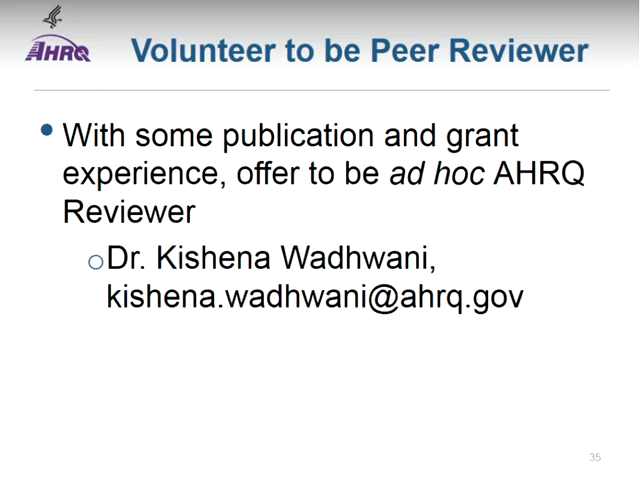 AHRQ
Volunteer to be Peer Reviewer
• With some publication and grant
experience, offer to be ad hoc AHRQ
Reviewer
o Dr. Kishena Wadhwani,
kishena.wadhwani@ahrq.gov
35